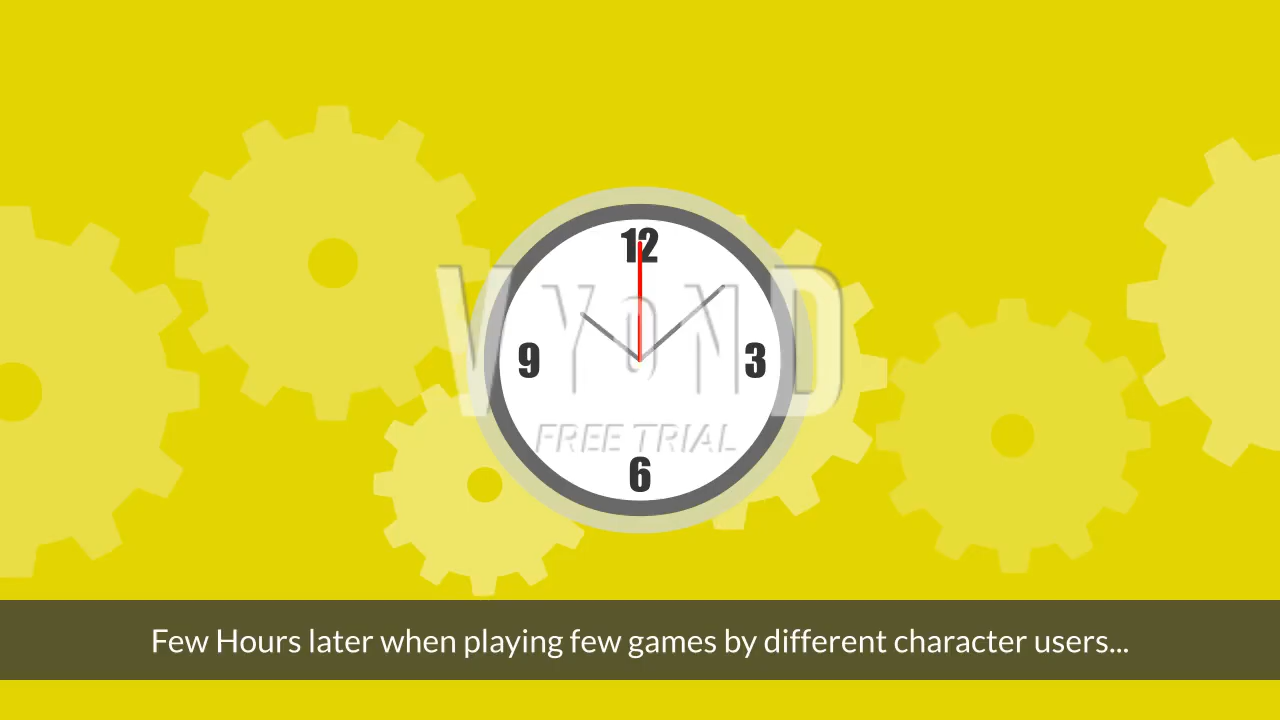 12
9
3
6
VYOND
FREE TRIAL
Few Hours later when playing few games by different character users...